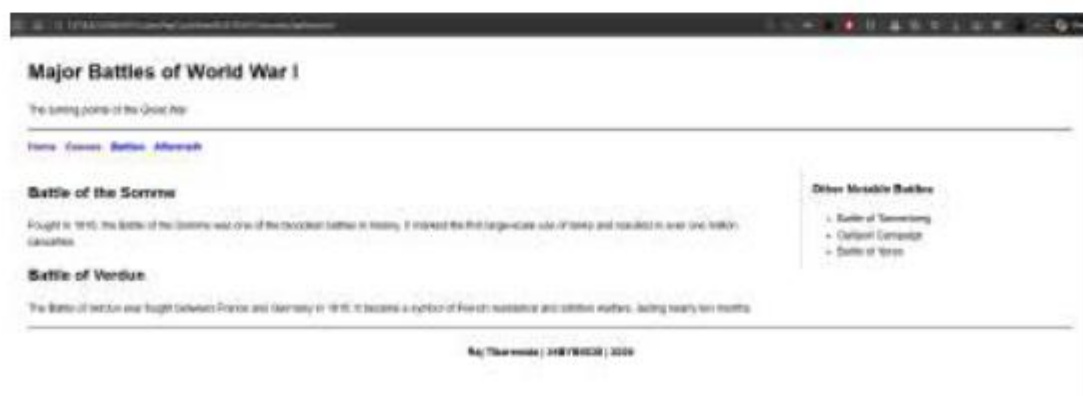 Major Battles of World War I
The turning points of the Great War
Home Causes Battles Aftermath
Battle of the Somme
Fought in 1916, the Battle of the Somme was one of the bloodiest battles in history. It marked the first large-scale use of tanks and resulted in over one million
casualties.
Battle of Verdun
The Battle of Verdun was fought between France and Germany in 1916. It became a symbol of French resistance and attritive warfare, lasting nearly ten months.
Other Notable Battles
Battle of Tannenberg
Gallipoli Campaign
Battle of Ypres